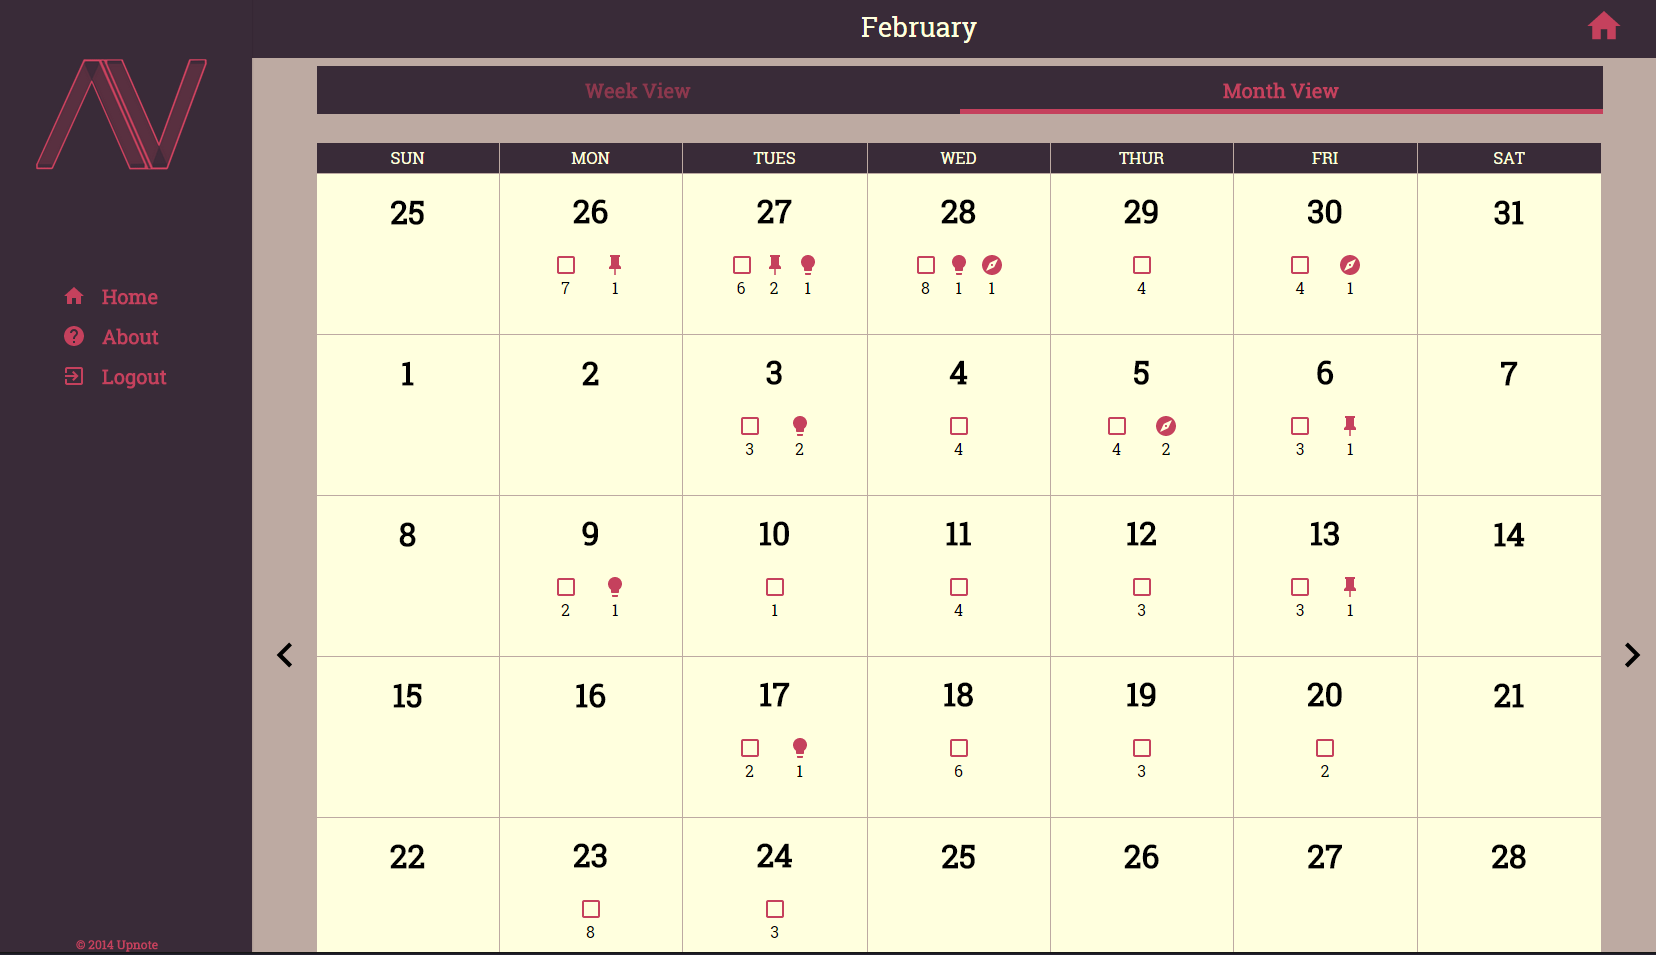 February
Week View Month View
Home
About
Logout
SUN MON TUES WED THUR FRI SAT
25 26 27 28 29 30 31
7 1 6 2 1 8 1 1 4 4 1
1 2 3 4 5 6 7
3 2 4 4 2 3 1
8 9 10 11 12 13 14
2 1 1 4 3 3 1
15 16 17 18 19 20 21
2 1 6 3 2
22 23 24 25 26 27 28
8 3
© 2014 Upnote